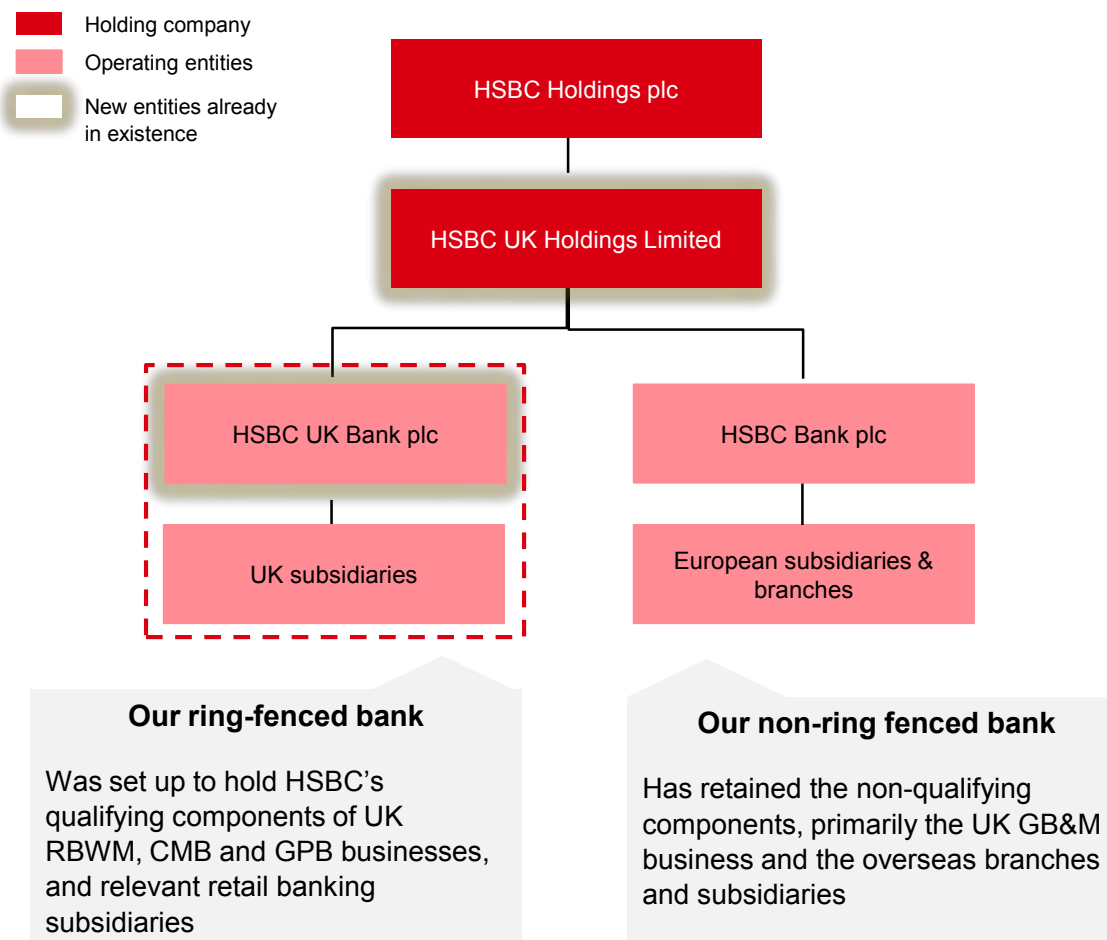 Holding company
Operating entities
New entities already
in existence
HSBC Holdings plc
HSBC UK Holdings Limited
HSBC UK Bank plc
HSBC Bank plc
UK subsidiaries
European subsidiaries &
branches
Our ring-fenced bank
Was set up to hold HSBC’s
qualifying components of UK
RBWM, CMB and GPB businesses,
and relevant retail banking
subsidiaries
Our non-ring fenced bank
Has retained the non-qualifying
components, primarily the UK GB&M
business and the overseas branches
and subsidiaries